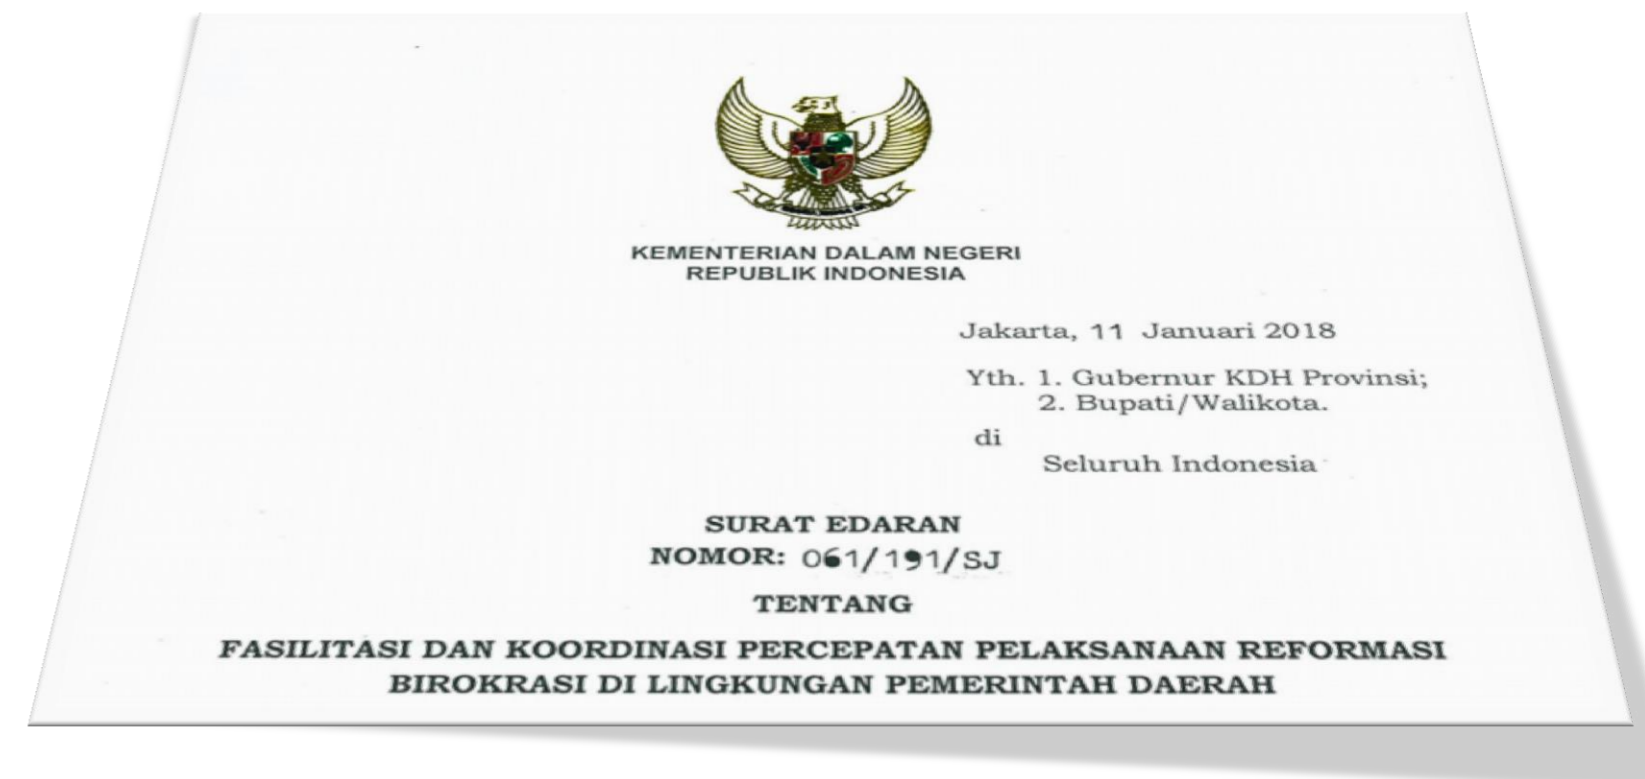 KEMENTERIAN DALAM NEGERI
REPUBLIK INDONESIA
Jakarta, 11 Januari 2018
Yth. 1. Gubernur KDH Provinsi;
2. Bupati/Walikota.
di
Seluruh Indonesia
SURAT EDARAN
NOMOR: 061/191/SJ
TENTANG
FASILITASI DAN KOORDINASI PERCEPATAN PELAKSANAAN REFORMASI
BIROKRASI DI LINGKUNGAN PEMERINTAH DAERAH